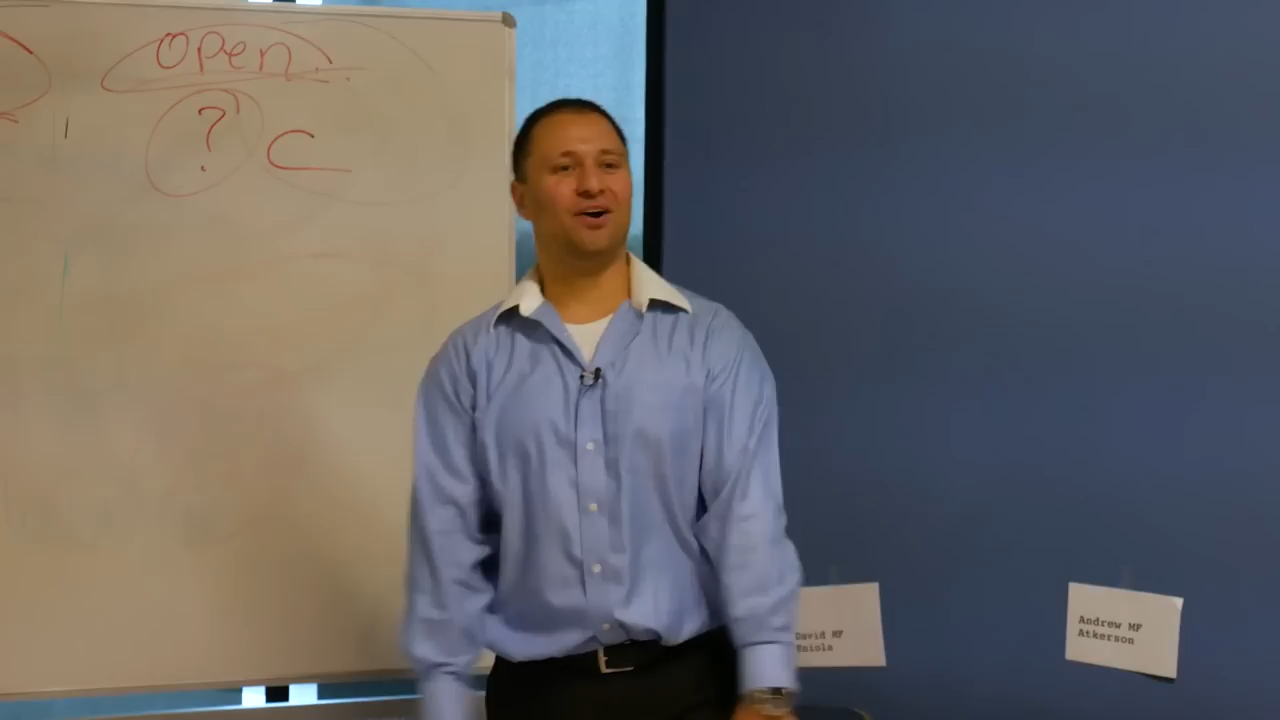 open.
?
C
David MF
Eniola
Andrew MF
Atkerson